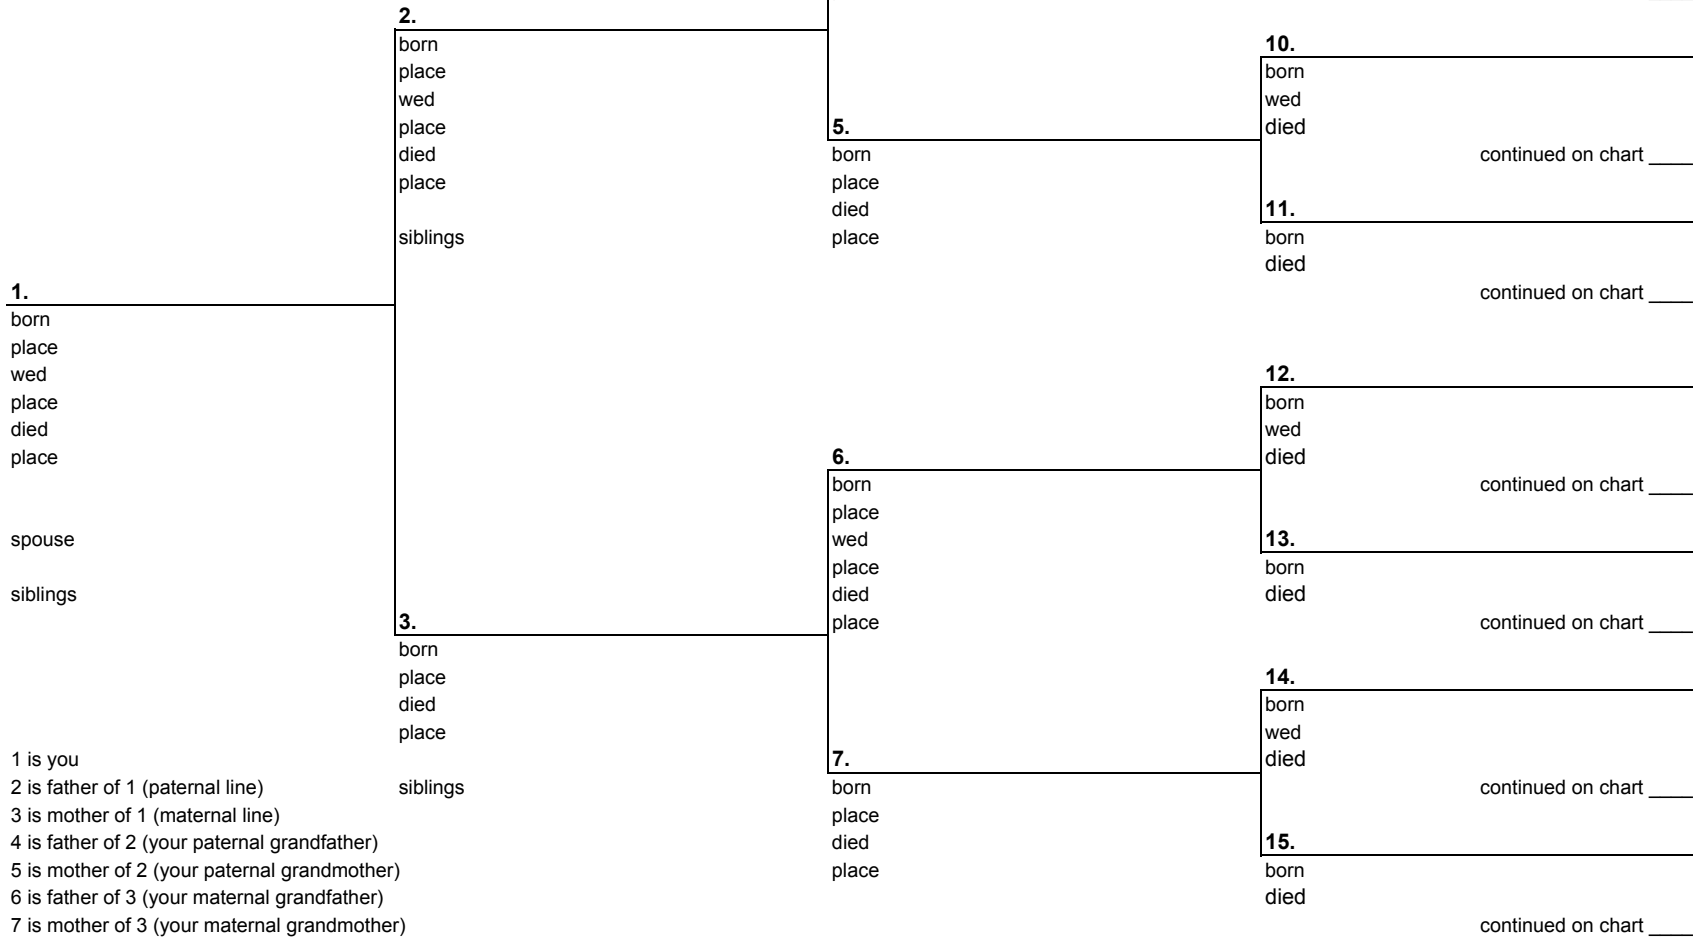 2.
born
place
wed
place
died
place
siblings
10.
born
wed
died
continued on chart ____
5.
born
place
died
place
11.
born
died
continued on chart ____
1.
born
place
wed
place
died
place
spouse
siblings
12.
born
wed
died
continued on chart ____
6.
born
place
wed
place
died
place
13.
born
died
continued on chart ____
3.
born
place
died
place
siblings
14.
born
wed
died
continued on chart ____
7.
born
place
died
place
15.
born
died
continued on chart ____
1 is you
2 is father of 1 (paternal line)
3 is mother of 1 (maternal line)
4 is father of 2 (your paternal grandfather)
5 is mother of 2 (your paternal grandmother)
6 is father of 3 (your maternal grandfather)
7 is mother of 3 (your maternal grandmother)